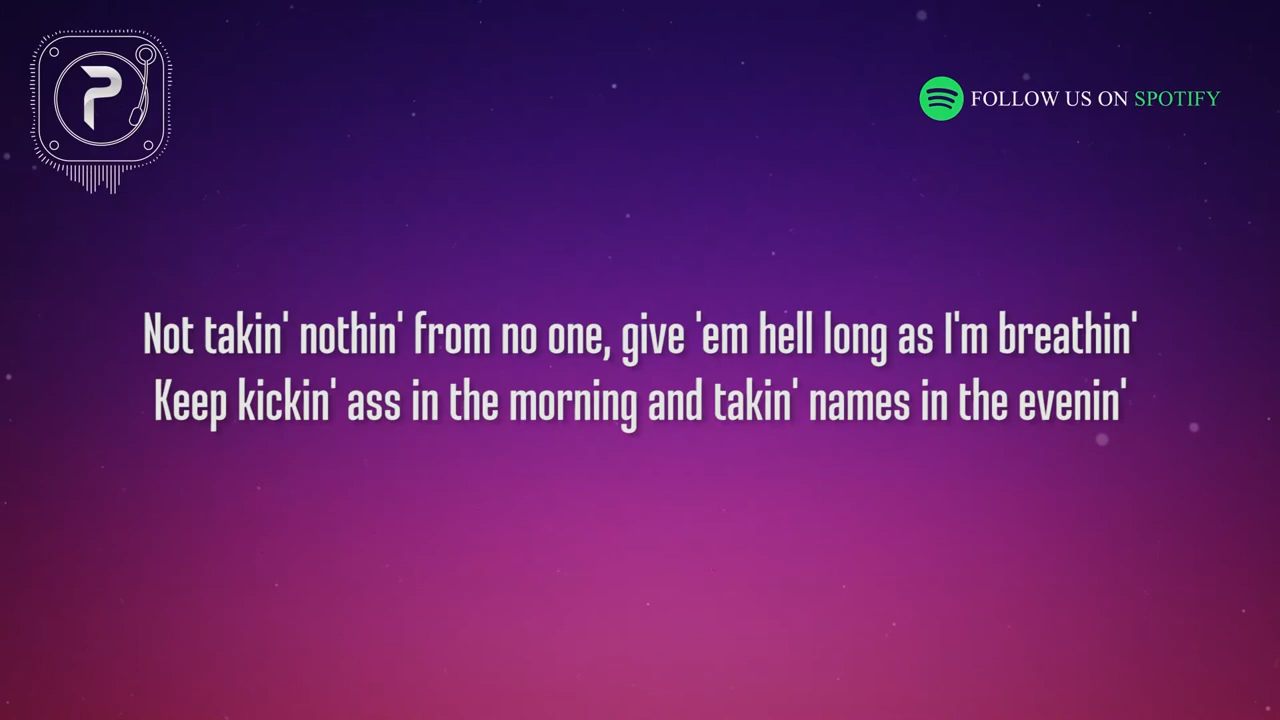 P
FOLLOW US ON SPOTIFY
Not takin' nothin' from no one, give 'em hell long as I'm breathin'
Keep kickin' ass in the morning and takin' names in the evenin'